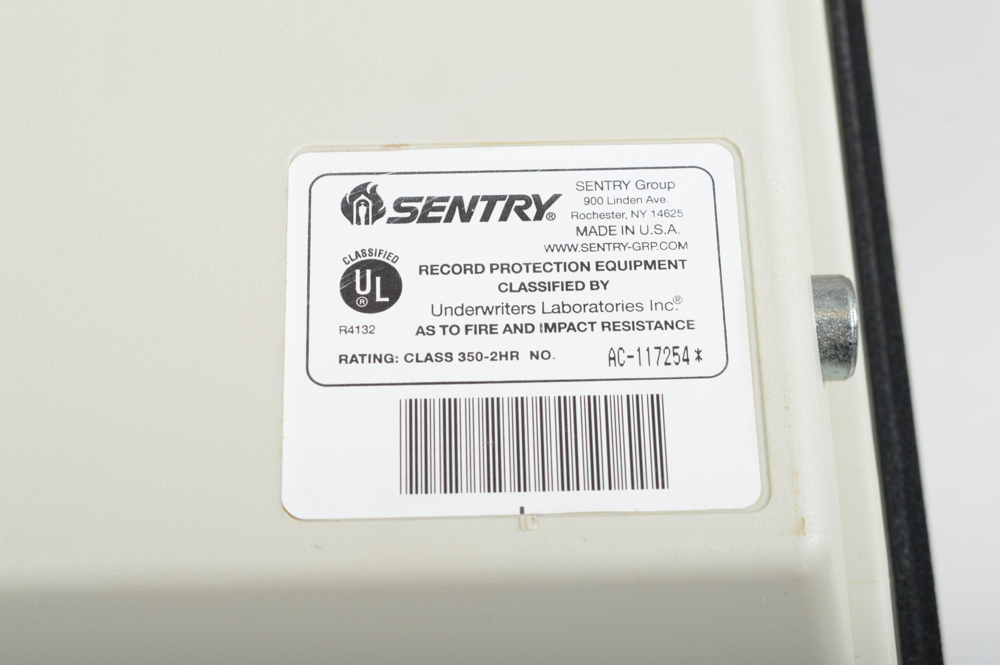 SENTRY®
SENTRY Group
900 Linden Ave.
Rochester, NY 14625
MADE IN U.S.A.
WWW.SENTRY-GRP.COM
CLASSIFIED
UL ®
R4132
RECORD PROTECTION EQUIPMENT
CLASSIFIED BY
Underwriters Laboratories Inc.®
AS TO FIRE AND IMPACT RESISTANCE
RATING: CLASS 350-2HR NO. AC-117254*